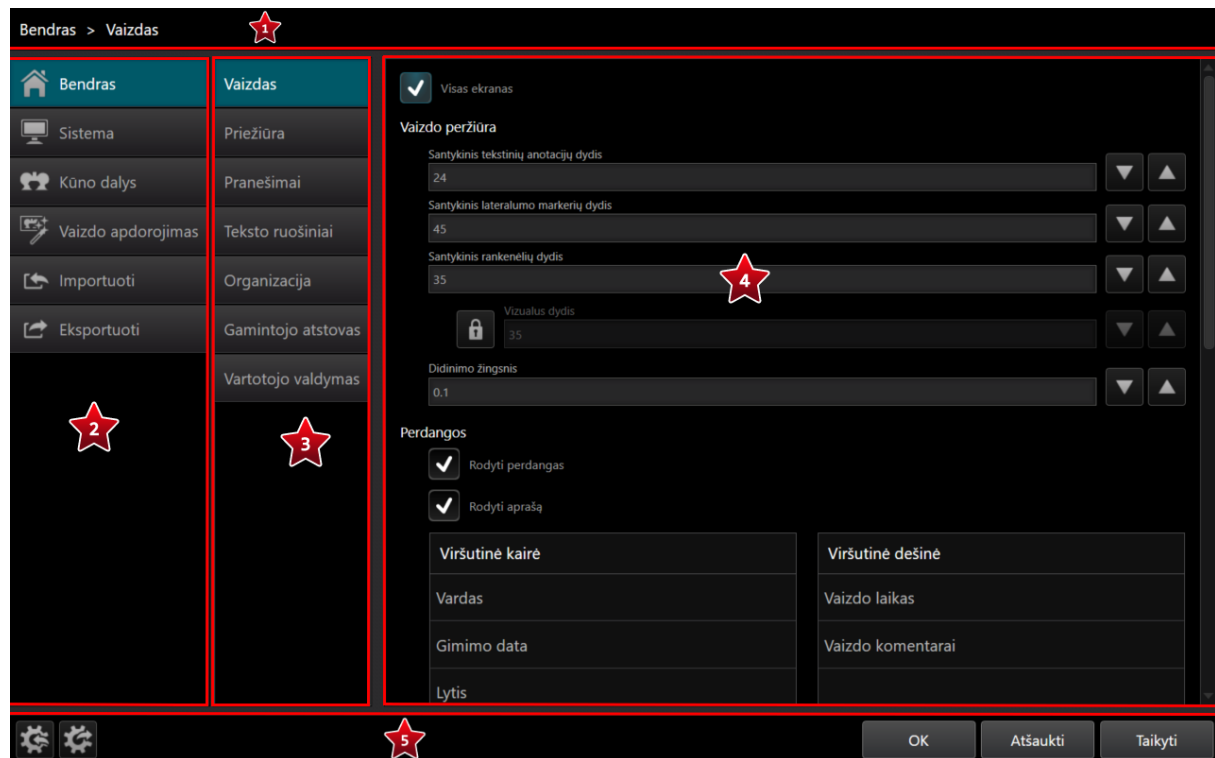 Bendras > Vaizdas
1
Bendras
Sistema
Kūno dalys
Vaizdo apdorojimas
Importuoti
Eksportuoti
2
Vaizdas
Priežiūra
Pranešimai
Teksto ruošiniai
Organizacija
Gamintojo atstovas
Vartotojo valdymas
3
Visas ekranas
Vaizdo peržiūra
Santykinis tekstinių anotacijų dydis
24
Santykinis lateralumo markerių dydis
45
Santykinis rankenėlių dydis
35
4
Vizualus dydis
35
Didinimo žingsnis
0.1
Perdangos
Rodyti perdangas
Rodyti aprašą
Viršutinė kairė
Vardas
Gimimo data
Lytis
Viršutinė dešinė
Vaizdo laikas
Vaizdo komentarai
5
OK
Atšaukti
Taikyti